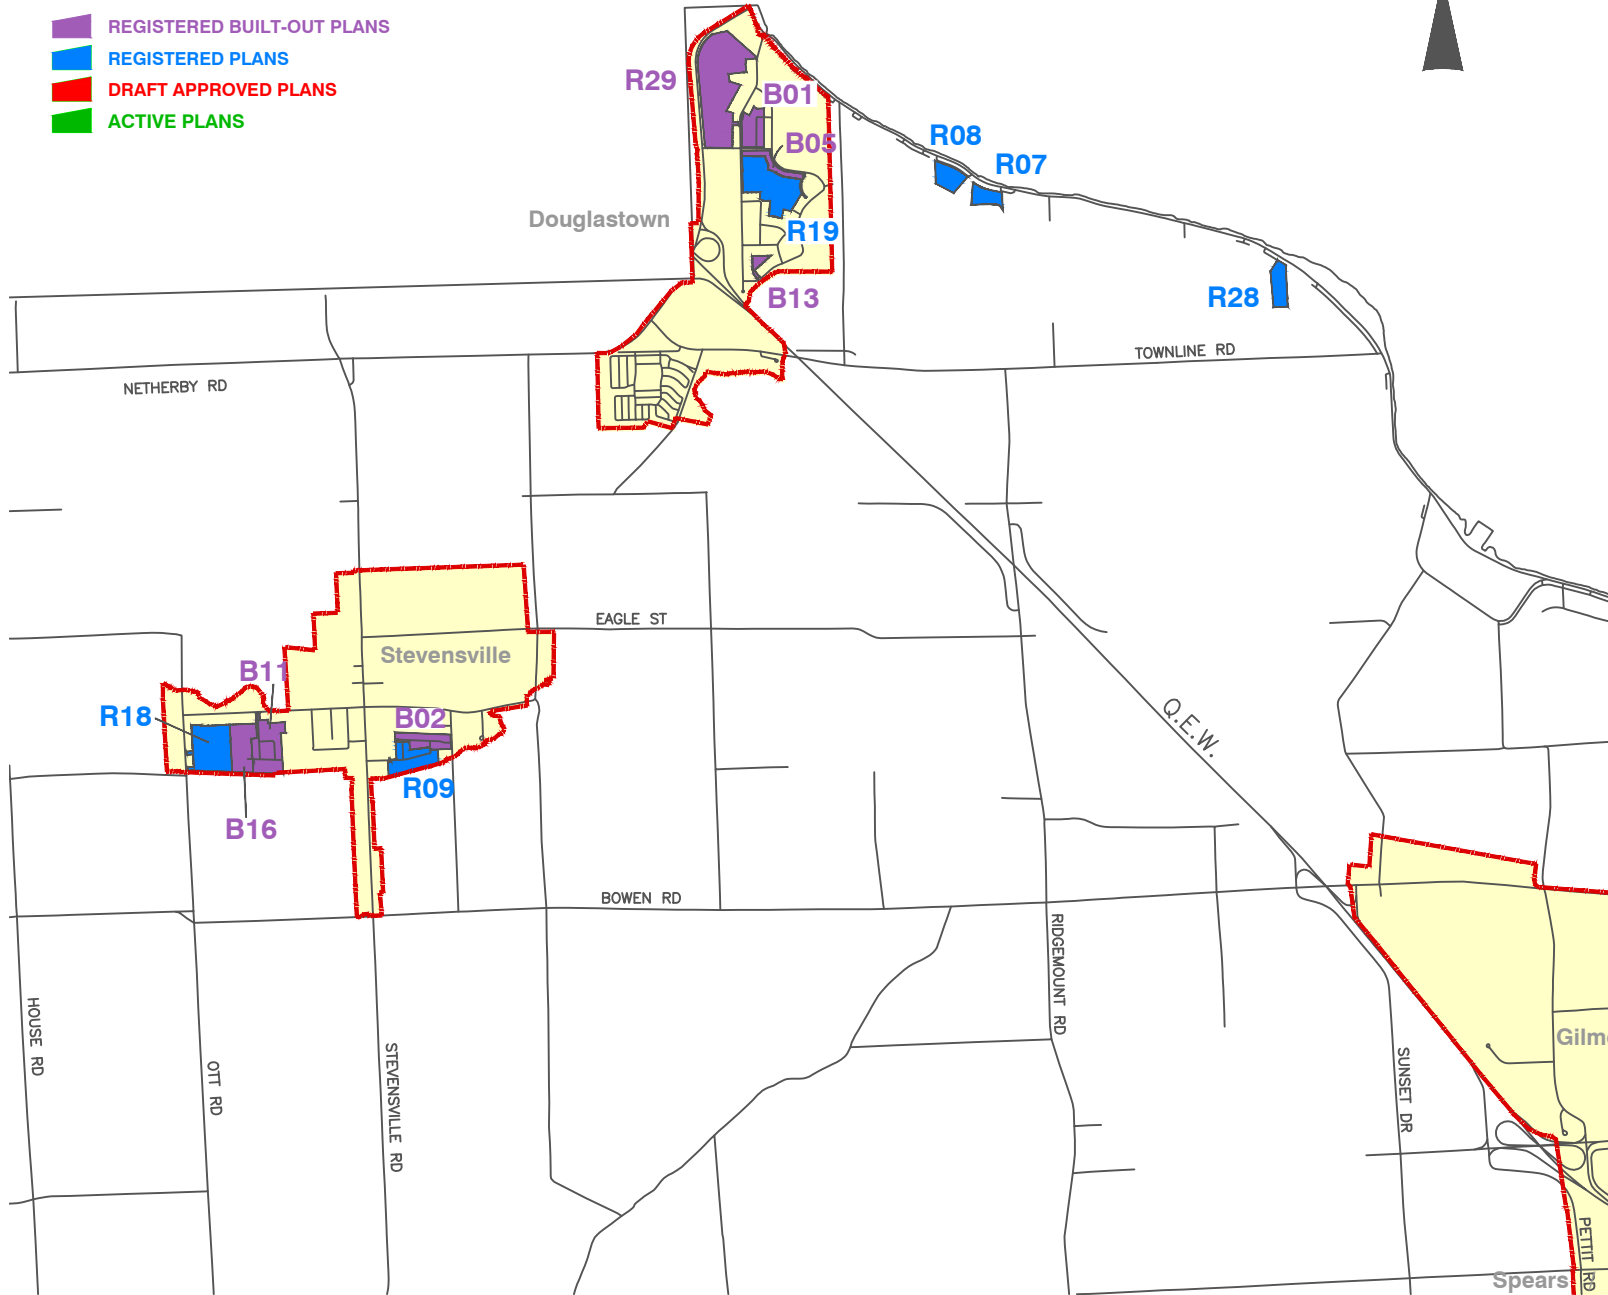 REGISTERED BUILT-OUT PLANS
REGISTERED PLANS
DRAFT APPROVED PLANS
ACTIVE PLANS
R29
B01
B05
R08
R07
Douglastown
R19
B13
R28
TOWNLINE RD
NETHERBY RD
EAGLE ST
Stevensville
B11
R18
B02
R09
B16
Q.E.W.
BOWEN RD
RIDGEMOUNT RD
HOUSE RD
OTT RD
STEVENSVILLE RD
SUNSET DR
Gilm
PETTIT RD
Spears